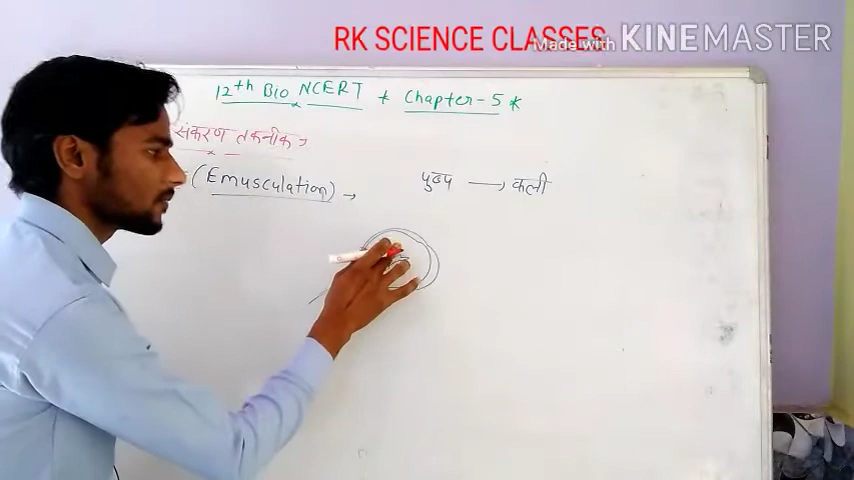 RK SCIENCE CLASSES
Made with KINEMASTER
12th Bio NCERT * Chapter-5 *
संकरण तकनीक
(Emusculation) → पुष्प → कली